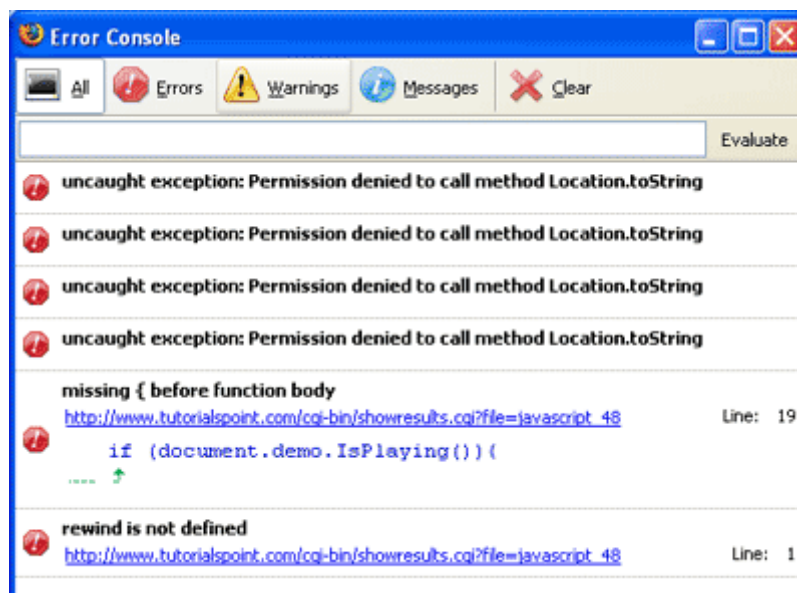 Error Console
All Errors Warnings Messages Clear
Evaluate
uncaught exception: Permission denied to call method Location.toString
uncaught exception: Permission denied to call method Location.toString
uncaught exception: Permission denied to call method Location.toString
uncaught exception: Permission denied to call method Location.toString
missing { before function body
http://www.tutorialspoint.com/cgi-bin/showresults.cgi?file=javascript_48 Line: 19
if (document.demo.IsPlaying()){
rewind is not defined
http://www.tutorialspoint.com/cgi-bin/showresults.cgi?file=javascript_48 Line: 1